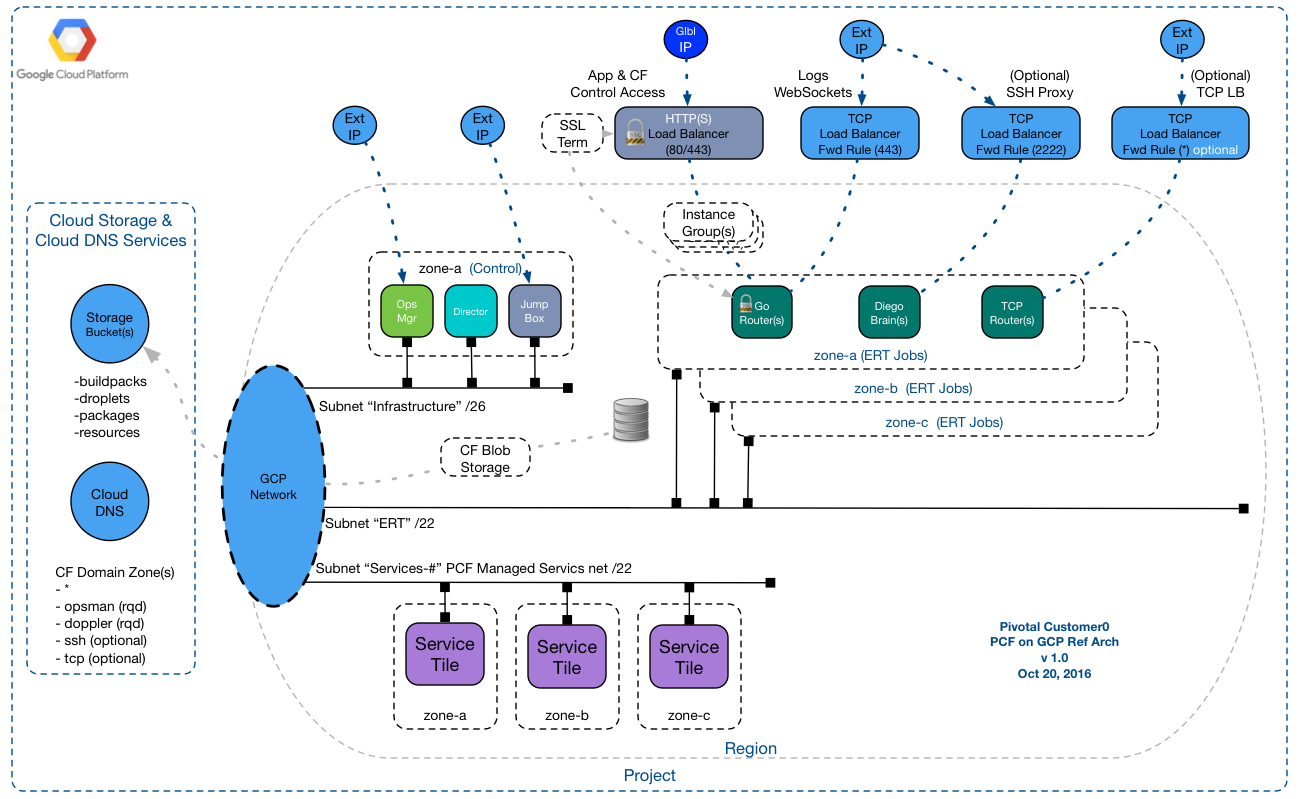 Google Cloud Platform
Glbl
IP
Ext
IP
Ext
IP
App & CF
Control Access
Logs
WebSockets
(Optional)
SSH Proxy
(Optional)
TCP LB
Ext
IP
Ext
IP
SSL
Term
HTTP(S)
Load Balancer
(80/443)
TCP
Load Balancer
Fwd Rule (443)
TCP
Load Balancer
Fwd Rule (2222)
TCP
Load Balancer
Fwd Rule (*) optional
Cloud Storage &
Cloud DNS Services
Storage
Bucket(s)
-buildpacks
-droplets
-packages
-resources
Cloud
DNS
CF Domain Zone(s)
- *
- opsman (rqd)
- doppler (rqd)
- ssh (optional)
- tcp (optional)
Instance
Group(s)
zone-a (Control)
Ops
Mgr
Director
Jump
Box
Go
Router(s)
Diego
Brain(s)
TCP
Router(s)
zone-a (ERT Jobs)
zone-b (ERT Jobs)
zone-c (ERT Jobs)
Subnet “Infrastructure” /26
CF Blob
Storage
GCP
Network
Subnet “ERT” /22
Subnet “Services-#” PCF Managed Servics net /22
Service
Tile
zone-a
Service
Tile
zone-b
Service
Tile
zone-c
Pivotal Customer0
PCF on GCP Ref Arch
v 1.0
Oct 20, 2016
Region
Project